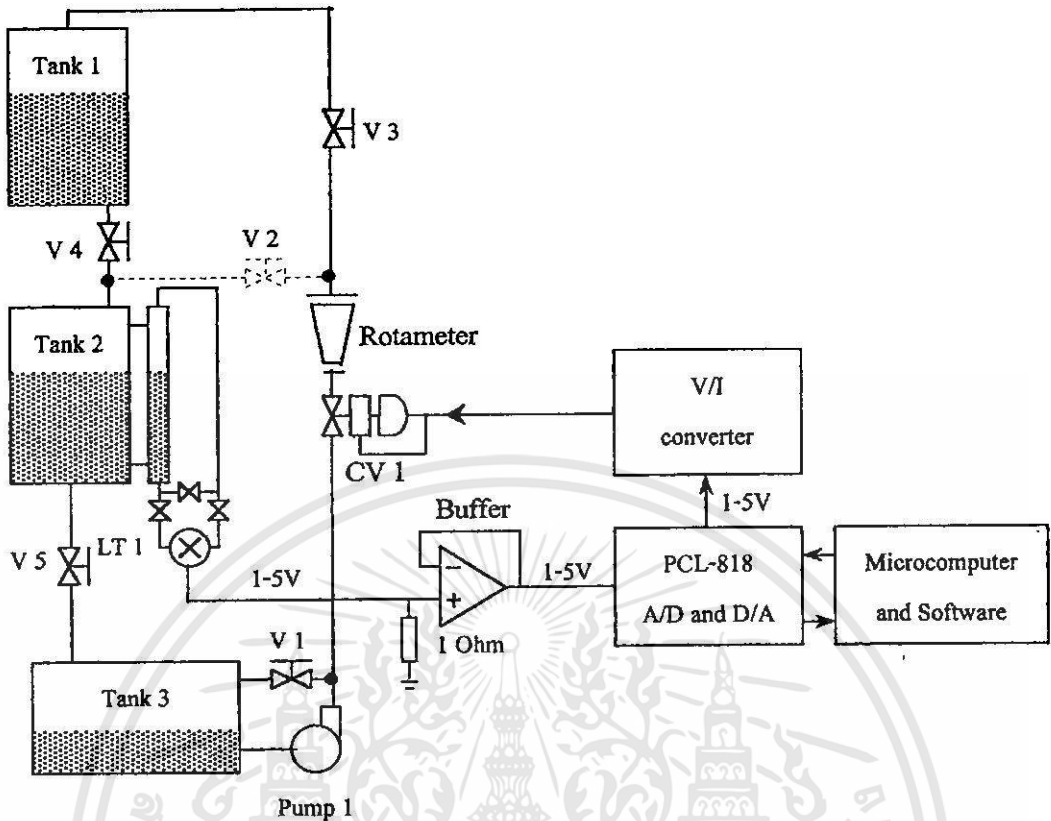 Tank 1
V 3
V 4
V 2
Tank 2
Rotameter
V/I
converter
CV 1
Buffer
1-5V
V 5
LT 1
1-5V
1-5V
PCL-818
A/D and D/A
Microcomputer
and Software
−
+
1 Ohm
V 1
Tank 3
Pump 1